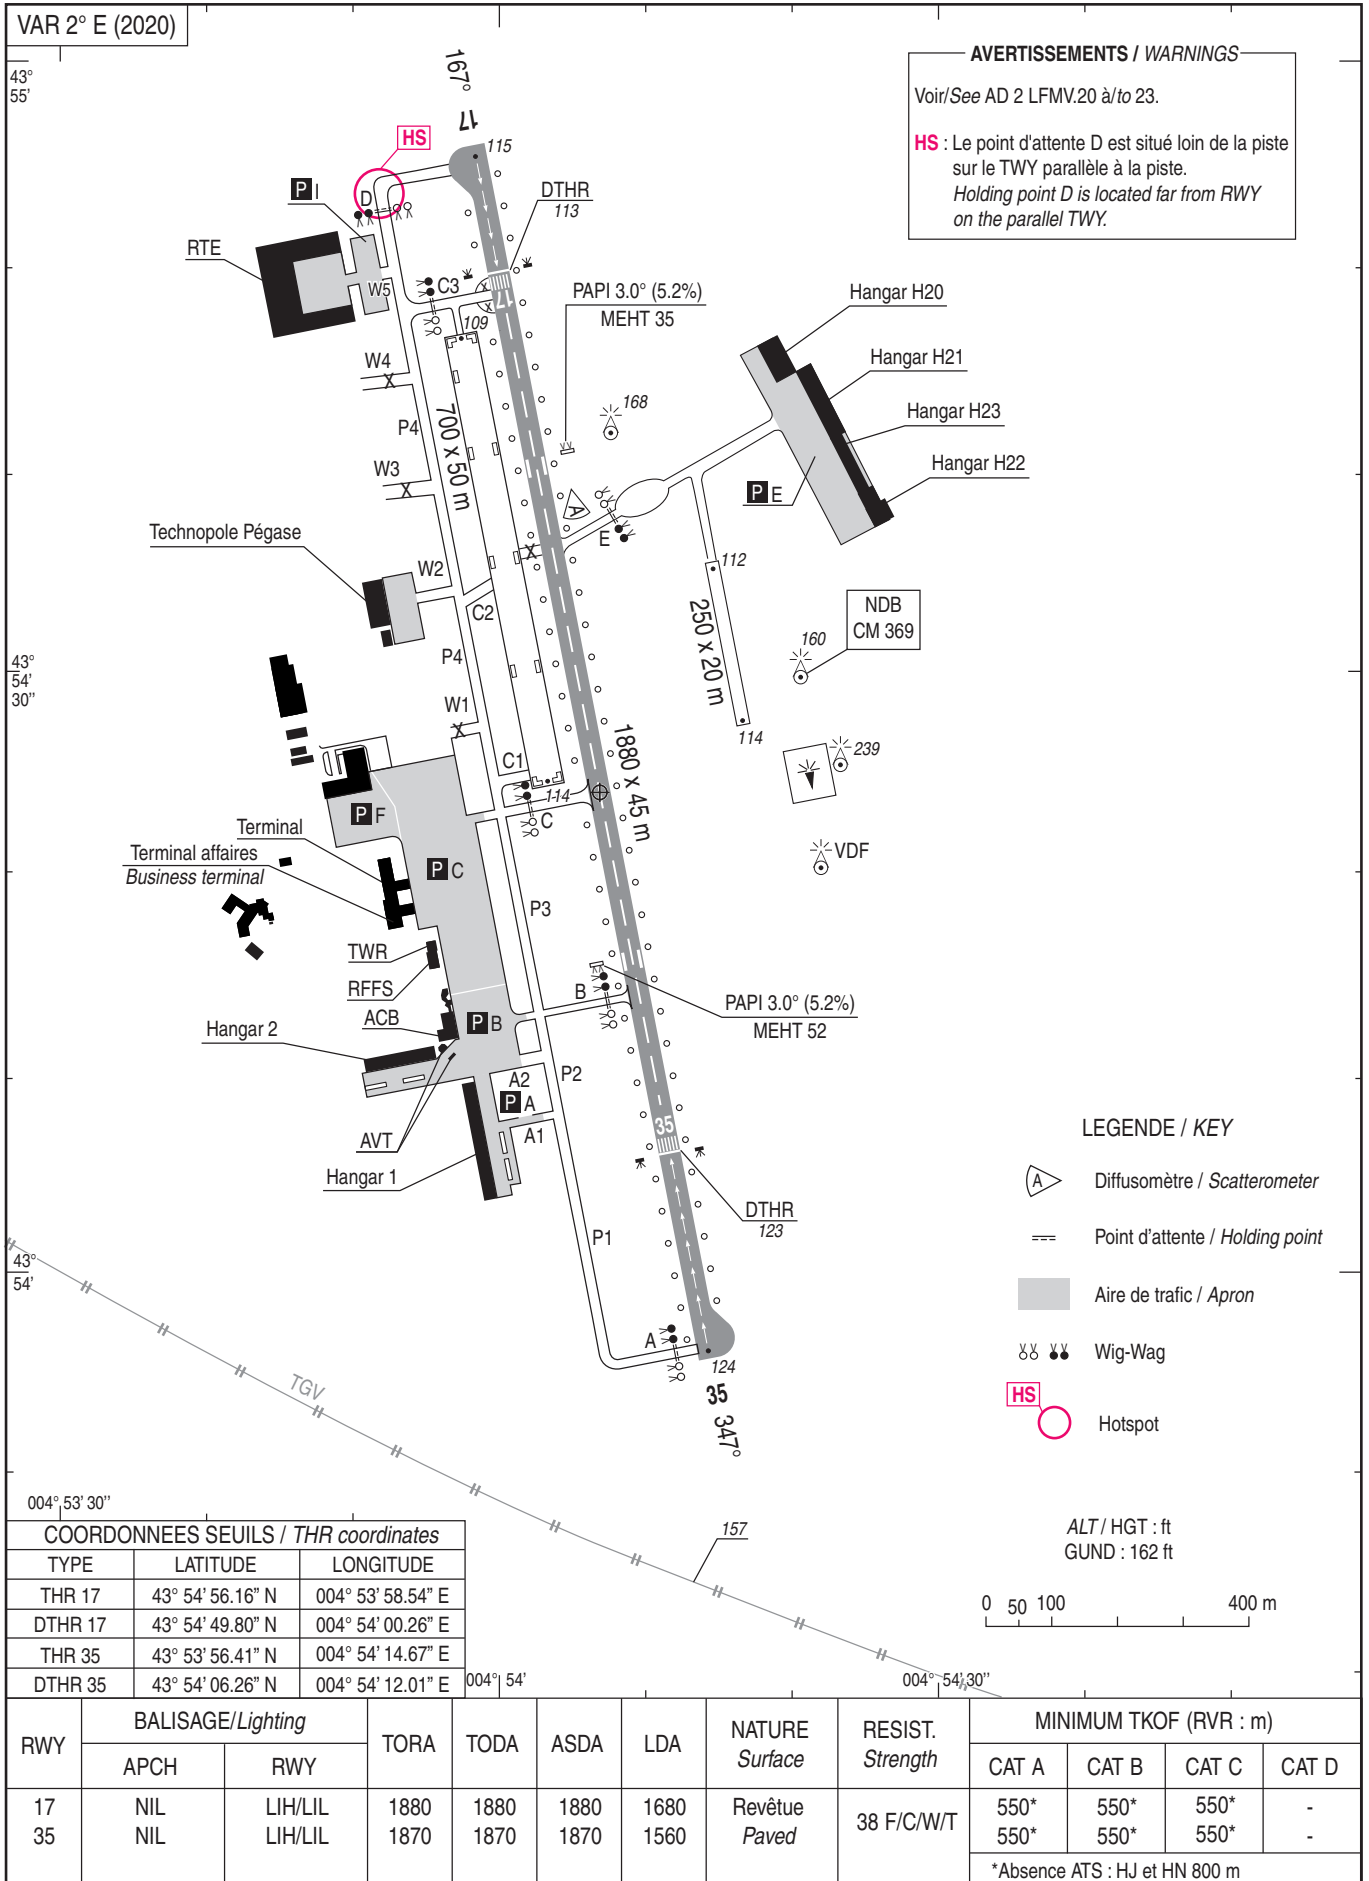 VAR 2° E (2020)
43°
55'
167°
17
115
HS
D
P I
RTE
DTHR
113
AVERTISSEMENTS / WARNINGS
Voir/See AD 2 LFMV.20 à/to 23.
HS : Le point d'attente D est situé loin de la piste
sur le TWY parallèle à la piste.
Holding point D is located far from RWY
on the parallel TWY.
W5
C3
17
PAPI 3.0° (5.2%)
MEHT 35
109
Hangar H20
Hangar H21
Hangar H23
Hangar H22
W4
P4
700 x 50 m
168
W3
P E
A
E
Technopole Pégase
W2
C2
112
250 x 20 m
NDB
CM 369
160
P4
43°
54'
30''
W1
114
239
C1
1880 x 45 m
114
C
P F
Terminal
Terminal affaires
Business terminal
P C
VDF
P3
TWR
RFFS
ACB
B
PAPI 3.0° (5.2%)
MEHT 52
P B
Hangar 2
A2
P2
P A
A1
AVT
Hangar 1
35
DTHR
123
P1
43°
54'
A
124
35
347°
TGV
157
LEGENDE / KEY
A
Diffusomètre / Scatterometer
Point d'attente / Holding point
Aire de trafic / Apron
Wig-Wag
HS
Hotspot
ALT / HGT : ft
GUND : 162 ft
0 50 100 400 m
004° 53' 30''
004° 54'
004° 54' 30''
COORDONNEES SEUILS / THR coordinates
TYPE LATITUDE LONGITUDE
THR 17 43° 54' 56.16" N 004° 53' 58.54" E
DTHR 17 43° 54' 49.80" N 004° 54' 00.26" E
THR 35 43° 53' 56.41" N 004° 54' 14.67" E
DTHR 35 43° 54' 06.26" N 004° 54' 12.01" E
RWY BALISAGE/Lighting TORA TODA ASDA LDA NATURE Surface RESIST. Strength MINIMUM TKOF (RVR : m)
APCH RWY CAT A CAT B CAT C CAT D
17 NIL LIH/LIL 1880 1880 1880 1680 Revêtue 38 F/C/W/T 550* 550* 550* -
35 NIL LIH/LIL 1870 1870 1870 1560 Paved 550* 550* 550* -
*Absence ATS : HJ et HN 800 m